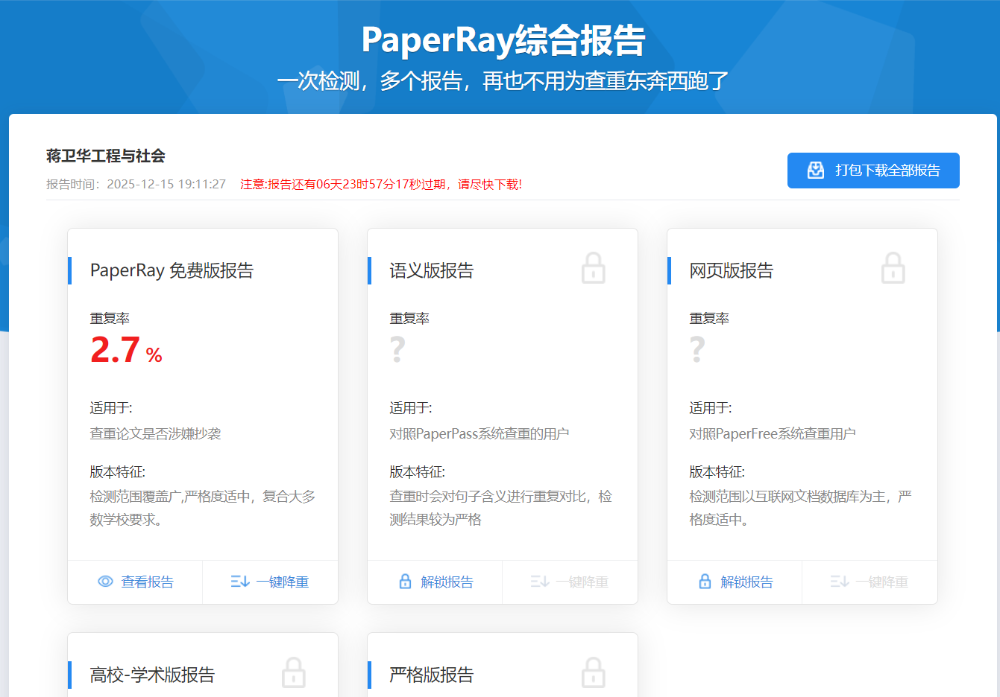 PaperRay综合报告
一次检测，多个报告，再也不用为查重东奔西跑了
蒋卫华工程与社会
报告时间：2025-12-15 19:11:27 注意:报告还有06天23时57分17秒过期，请尽快下载!
打包下载全部报告
PaperRay 免费版报告
重复率
2.7 %
适用于:
查重论文是否涉嫌抄袭
版本特征:
检测范围覆盖广,严格度适中，复合大多
数学校要求。
查看报告
一键降重
语义版报告
重复率
?
适用于:
对照PaperPass系统查重的用户
版本特征:
查重时会对句子含义进行重复对比，检
测结果较为严格
解锁报告
一键降重
网页版报告
重复率
?
适用于:
对照PaperFree系统查重用户
版本特征:
检测范围以互联网文档数据库为主，严
格度适中。
解锁报告
一键降重
高校-学术版报告
严格版报告